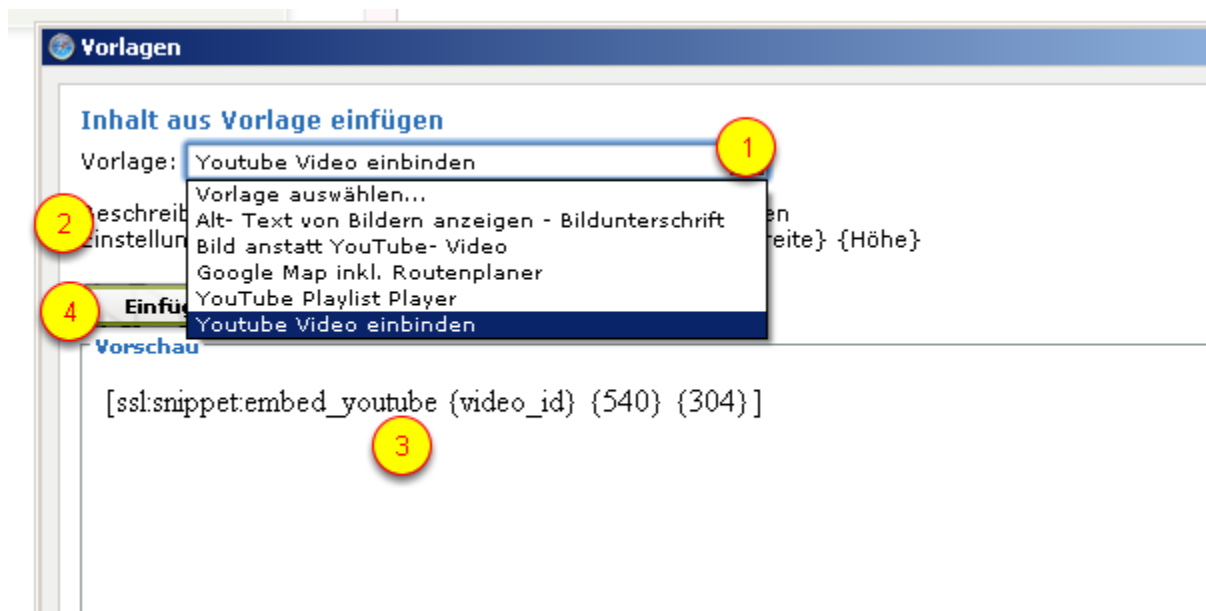 Vorlagen
Inhalt aus Vorlage einfügen
Vorlage: Youtube Video einbinden
1
Vorlage auswählen...
Alt- Text von Bildern anzeigen - Bildunterschrift
Bild anstatt YouTube- Video
Google Map inkl. Routenplaner
YouTube Playlist Player
Youtube Video einbinden
2
{Höhe}
4
Vorschau
[ssl:snippet:embed_youtube {video_id} {540} {304}]
3